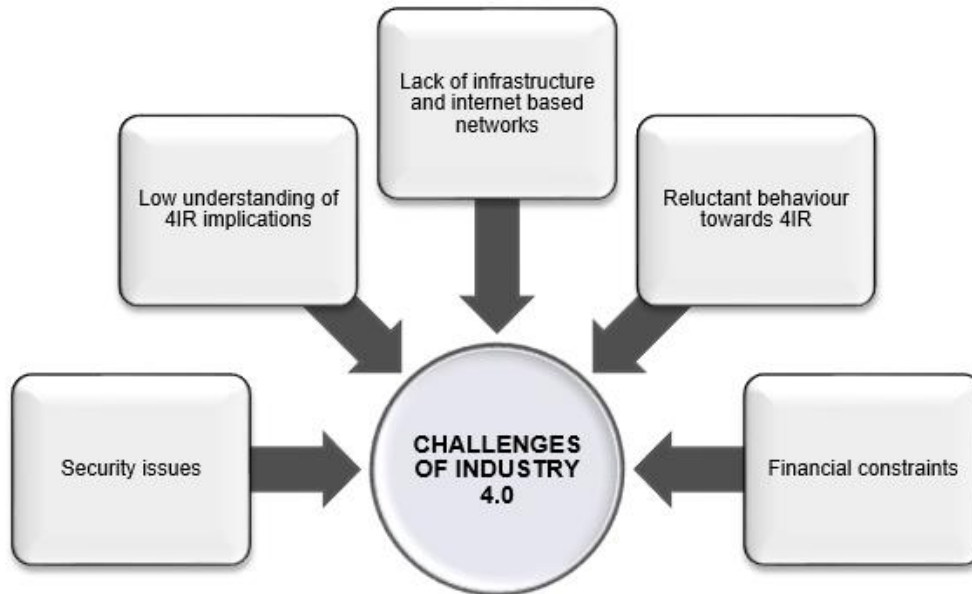 Lack of infrastructure
and internet based
networks
Low understanding of
4IR implications
Reluctant behaviour
towards 4IR
Security issues
CHALLENGES
OF INDUSTRY
4.0
Financial constraints